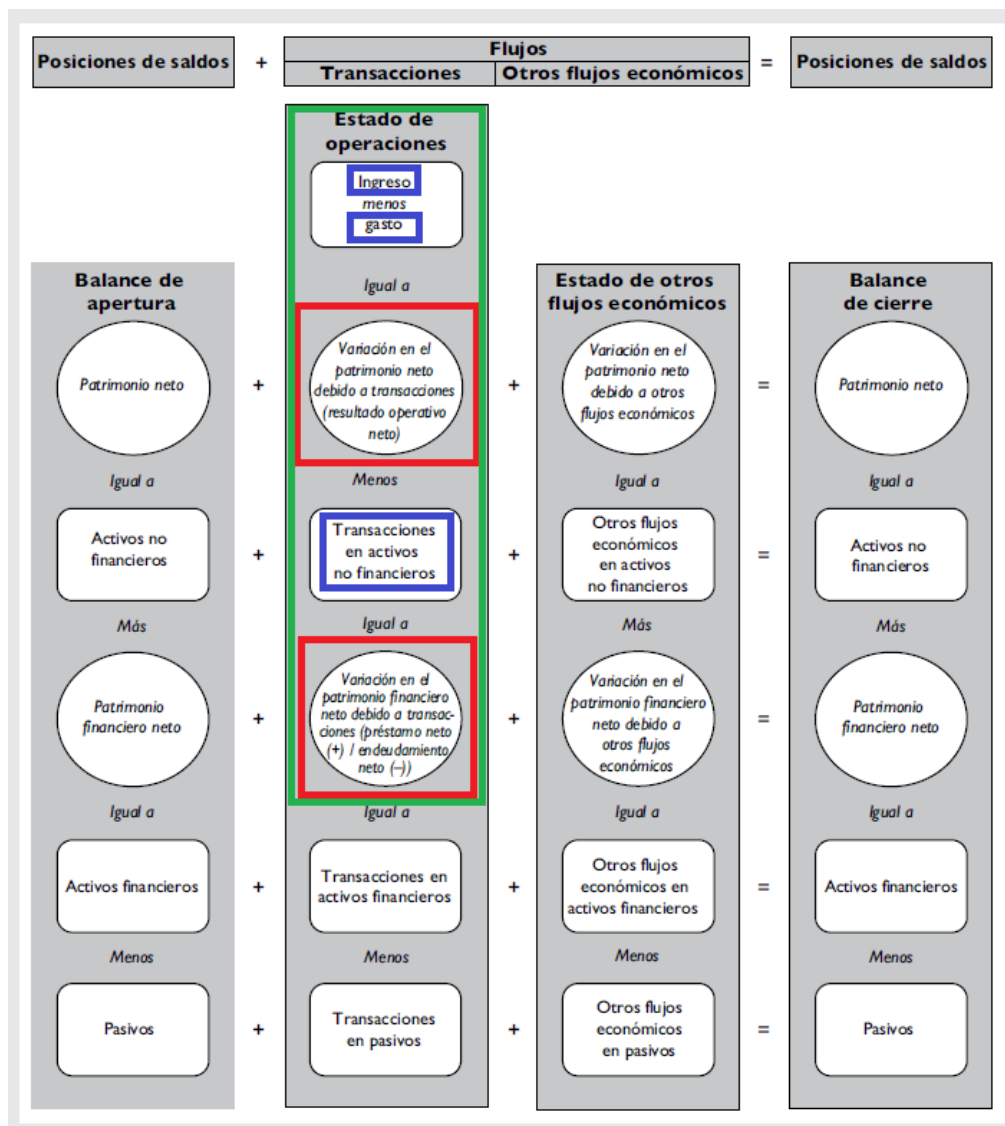 Posiciones de saldos
+
Flujos
Transacciones
Otros flujos económicos
=
Posiciones de saldos
Estado de
operaciones
Ingreso
menos
gasto
Igual a
Balance de
apertura
Estado de otros
flujos económicos
Balance
de cierre
Patrimonio neto
+
Variación en el
patrimonio neto
debido a transacciones
(resultado operativo
neto)
+
Variación en el
patrimonio neto
debido a otros
flujos económicos
=
Patrimonio neto
Igual a
Menos
Igual a
Igual a
Activos no
financieros
+
Transacciones
en activos
no financieros
+
Otros flujos
económicos
en activos
no financieros
=
Activos no
financieros
Más
Igual a
Más
Más
Patrimonio
financiero neto
+
Variación en el
patrimonio financiero
neto debido a transac-
ciones (préstamo neto
(+) / endeudamiento
neto (–))
+
Variación en el
patrimonio financiero
neto debido a
otros flujos
económicos
=
Patrimonio
financiero neto
Igual a
Igual a
Igual a
Igual a
Activos financieros
+
Transacciones en
activos financieros
+
Otros flujos
económicos en
activos financieros
=
Activos financieros
Menos
Menos
Menos
Menos
Pasivos
+
Transacciones
en pasivos
+
Otros flujos
económicos
en pasivos
=
Pasivos